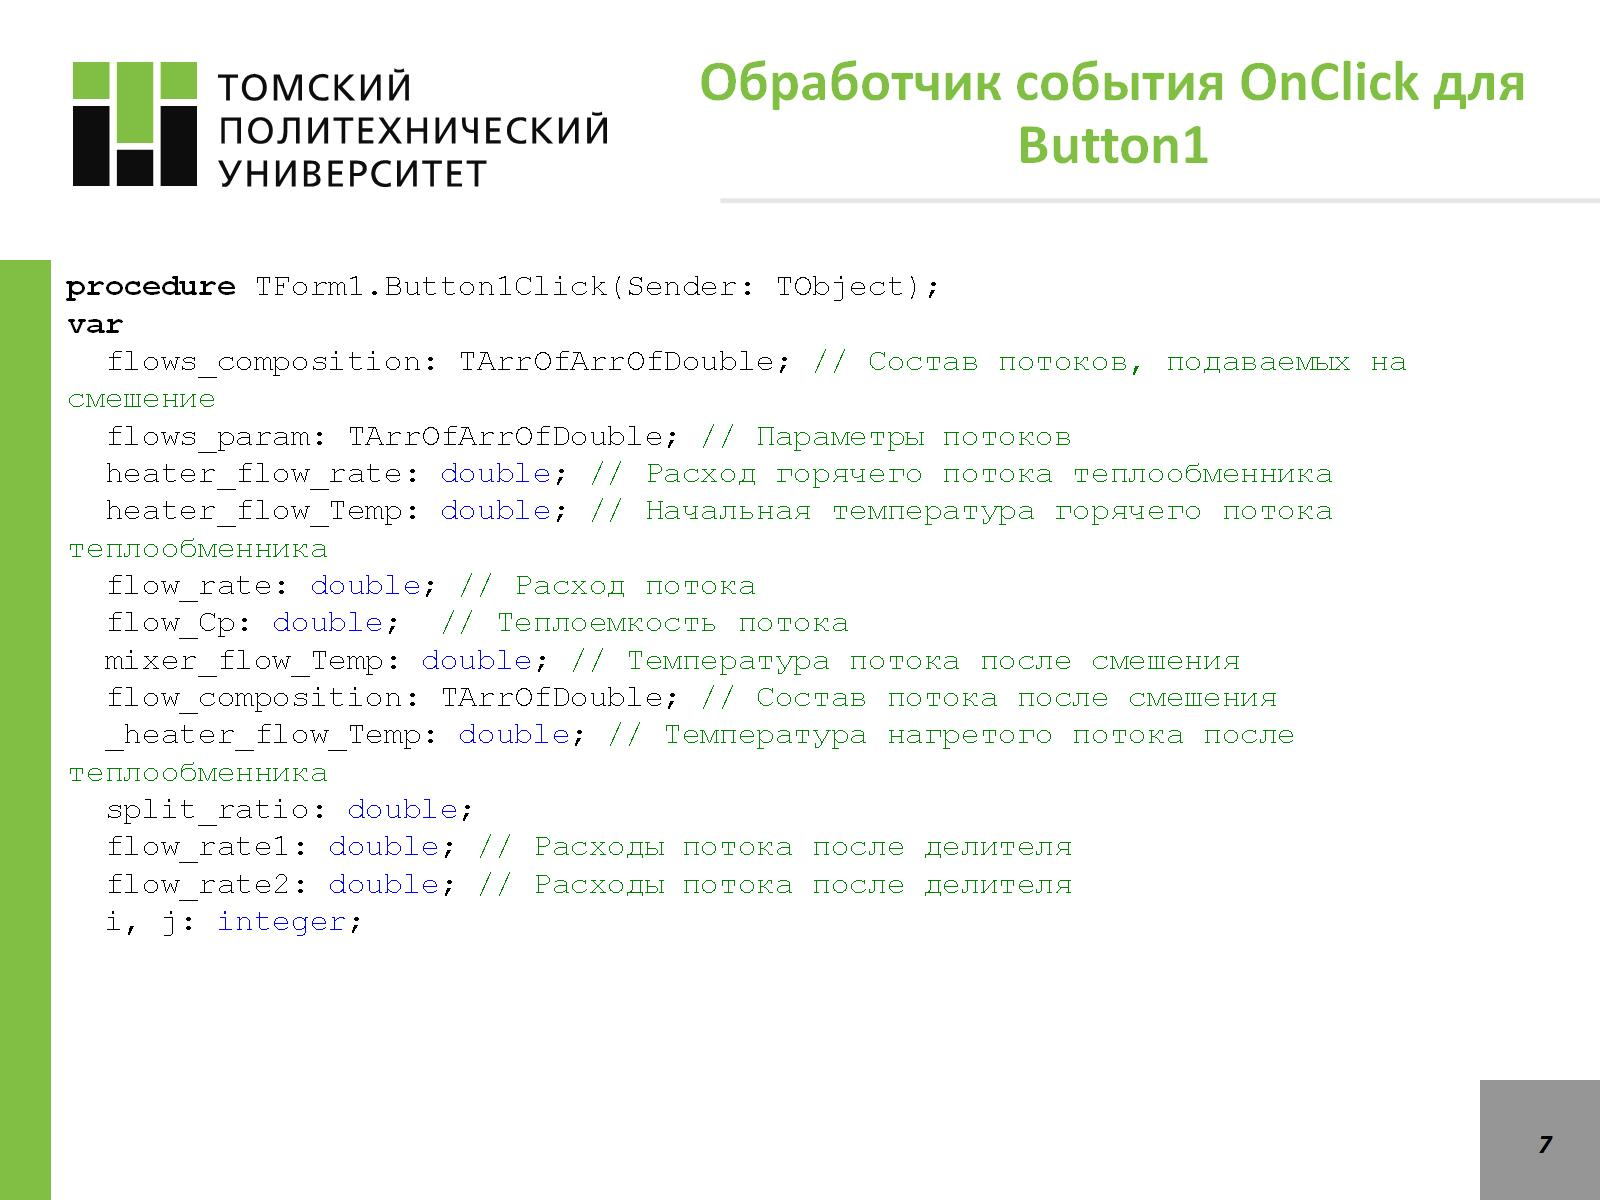 ТОМСКИЙ
ПОЛИТЕХНИЧЕСКИЙ
УНИВЕРСИТЕТ
Обработчик события OnClick для
Button1
procedure TForm1.Button1Click(Sender: TObject);
var
  flows_composition: TArrOfArrOfDouble; // Состав потоков, подаваемых на
смешение
  flows_param: TArrOfArrOfDouble; // Параметры потоков
  heater_flow_rate: double; // Расход горячего потока теплообменника
  heater_flow_Temp: double; // Начальная температура горячего потока
теплообменника
  flow_rate: double; // Расход потока
  flow_Cp: double;  // Теплоемкость потока
  mixer_flow_Temp: double; // Температура потока после смешения
  flow_composition: TArrOfDouble; // Состав потока после смешения
  _heater_flow_Temp: double; // Температура нагретого потока после
теплообменника
  split_ratio: double;
  flow_rate1: double; // Расходы потока после делителя
  flow_rate2: double; // Расходы потока после делителя
  i, j: integer;
7